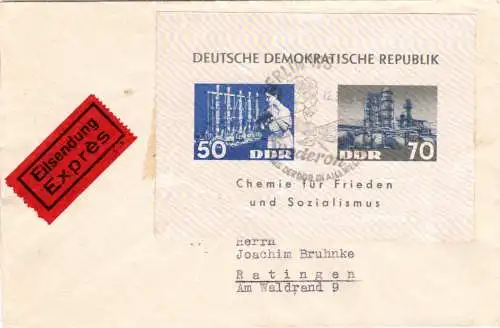 DEUTSCHE DEMOKRATISCHE REPUBLIK
BERLIN
Eilsendung
Exprès
50 DDR
DDR 70
Chemie für Frieden
und Sozialismus
Herrn
Joachim Bruhnke
Ratingen
Am Waldrand 9